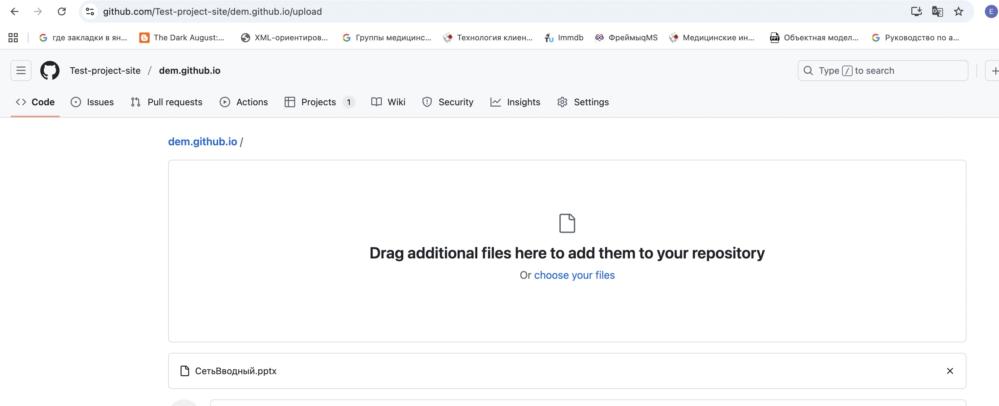 github.com/Test-project-site/dem.github.io/upload
E
где закладки в ян... The Dark August:... XML-ориентиров... Группы медицинс... Технология клиен... Immdb ФреймыqMS Медицинские ин... Объектная модел... Руководство по а...
Test-project-site / dem.github.io
Type / to search
Code Issues Pull requests Actions Projects 1 Wiki Security Insights Settings
dem.github.io /
Drag additional files here to add them to your repository
Or choose your files
СетьВводный.pptx